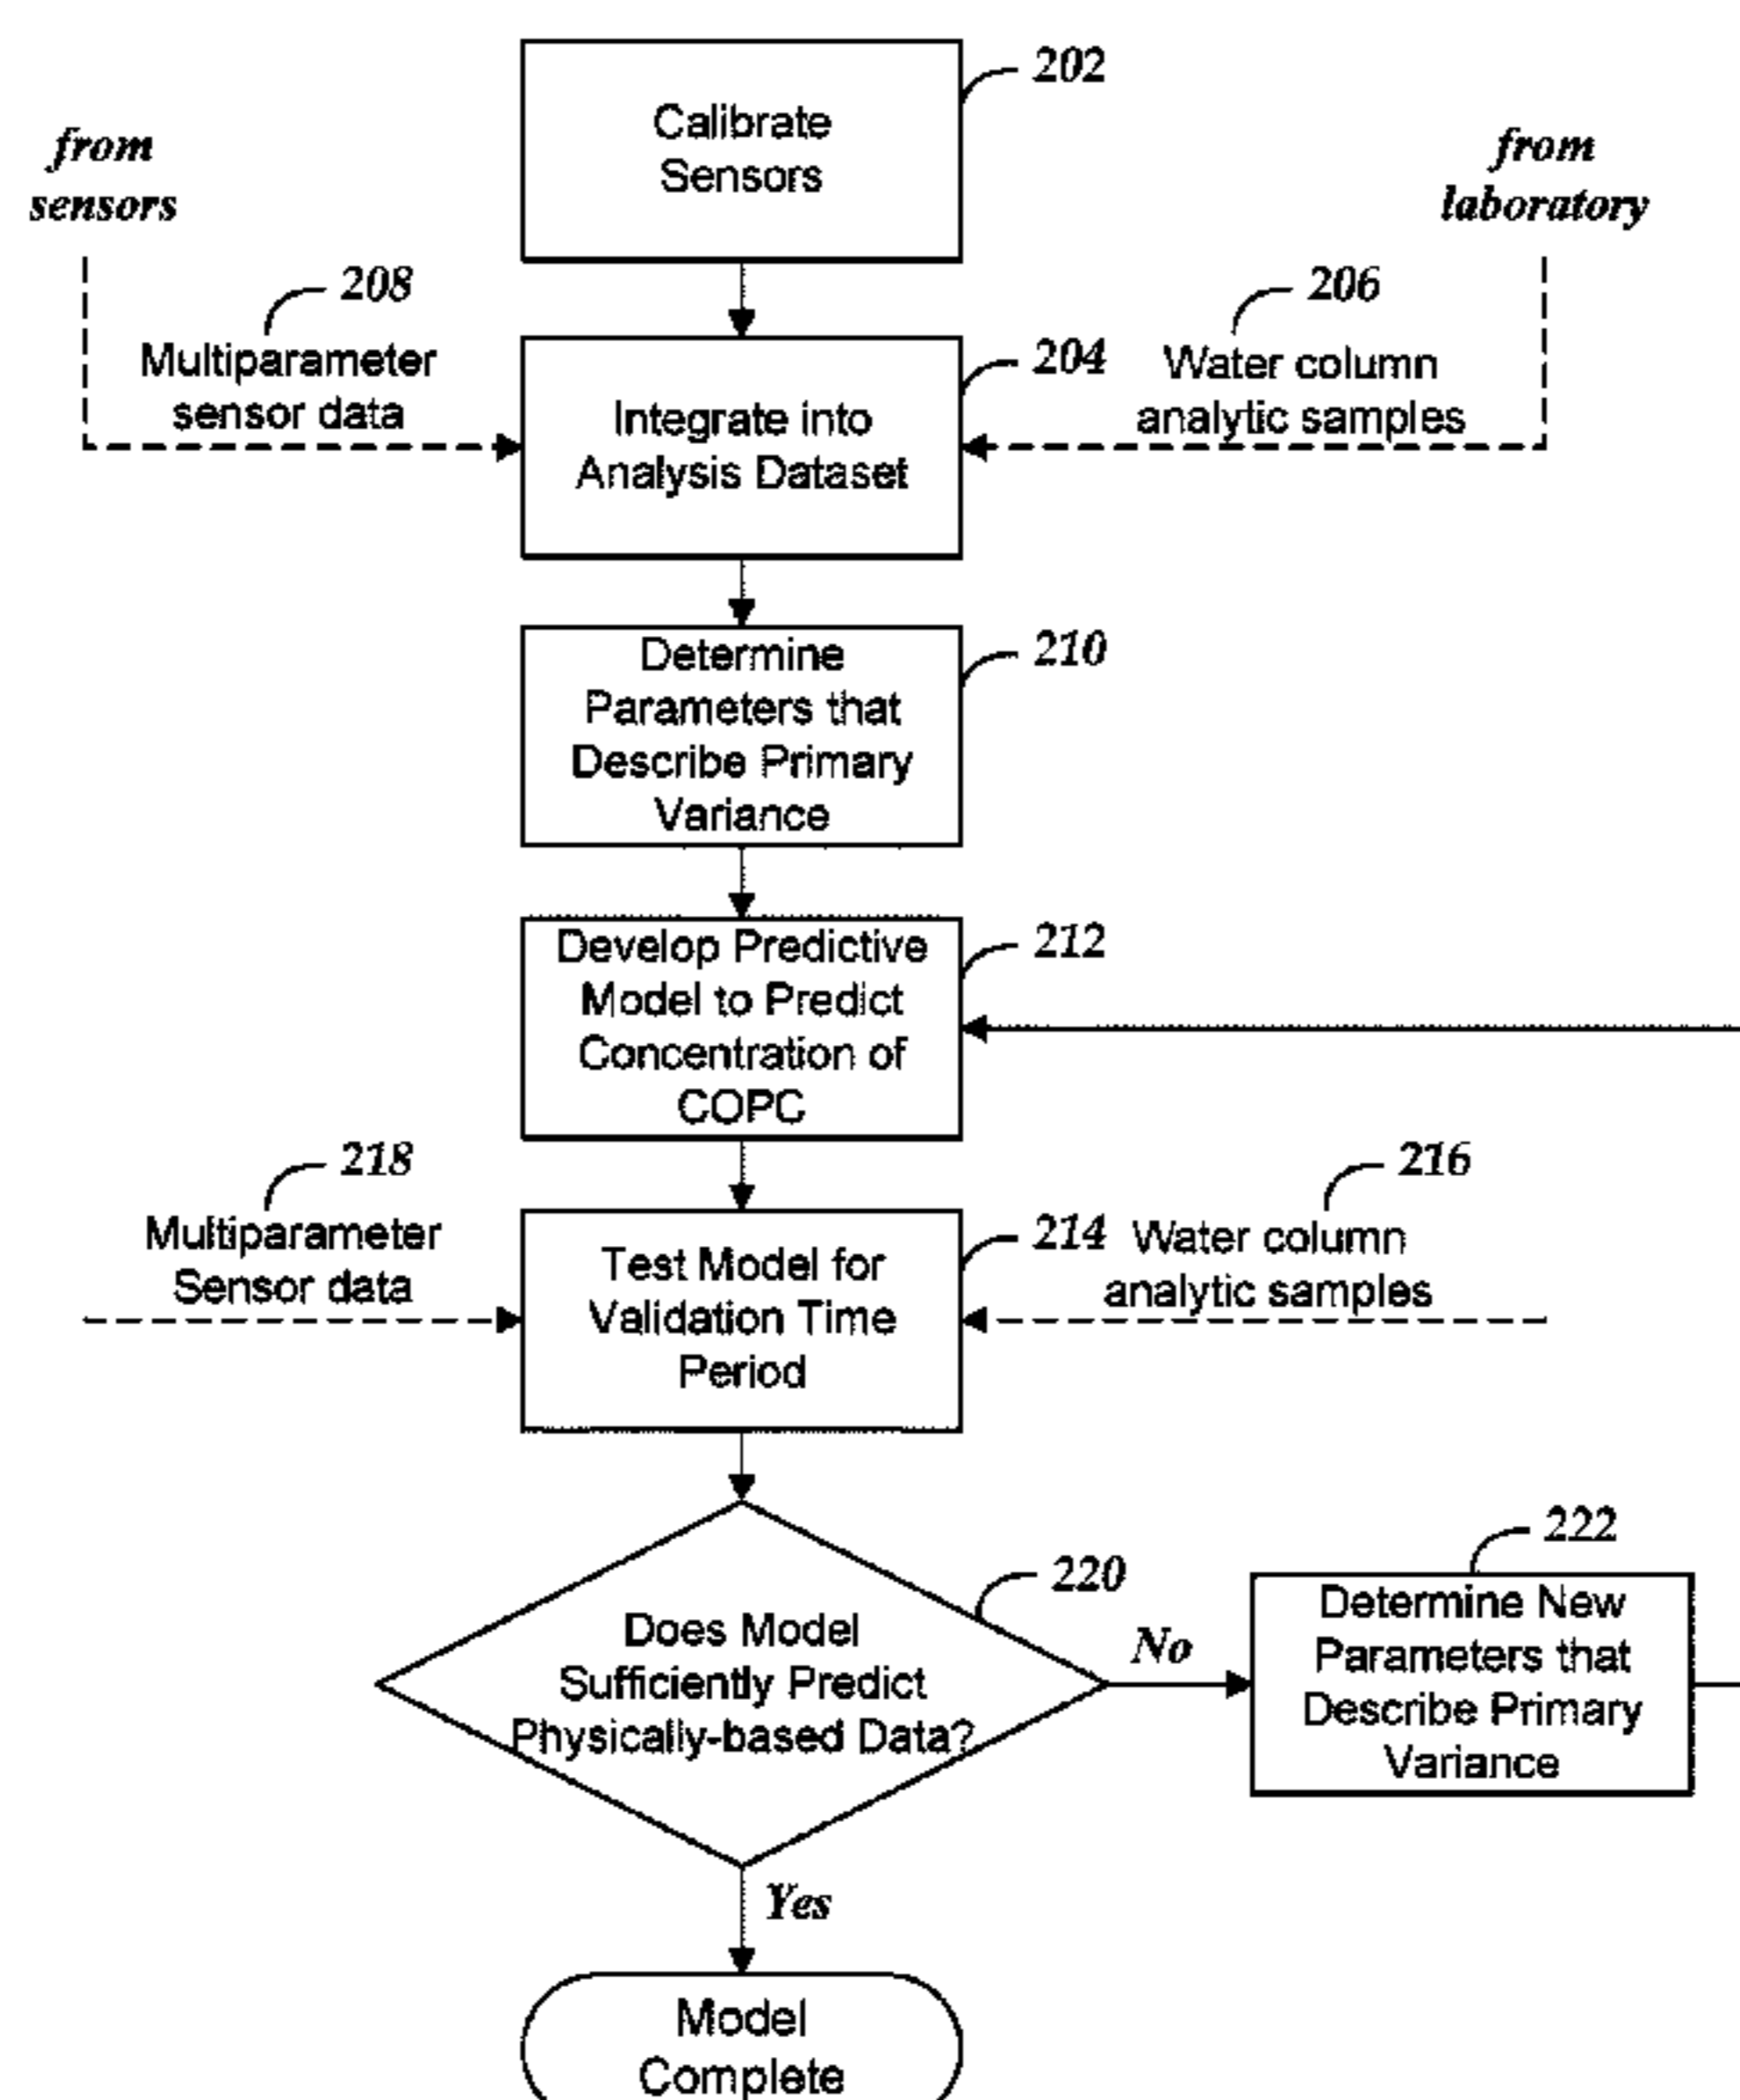 202
Calibrate
Sensors
from
sensors
from
laboratory
208
206
Multiparameter
sensor data
204
Water column
analytic samples
Integrate into
Analysis Dataset
210
Determine
Parameters that
Describe Primary
Variance
212
Develop Predictive
Model to Predict
Concentration of
COPC
218
216
Multiparameter
Sensor data
214
Water column
analytic samples
Test Model for
Validation Time
Period
220
Does Model
Sufficiently Predict
Physically-based Data?
No
222
Determine New
Parameters that
Describe Primary
Variance
Yes
Model
Complete